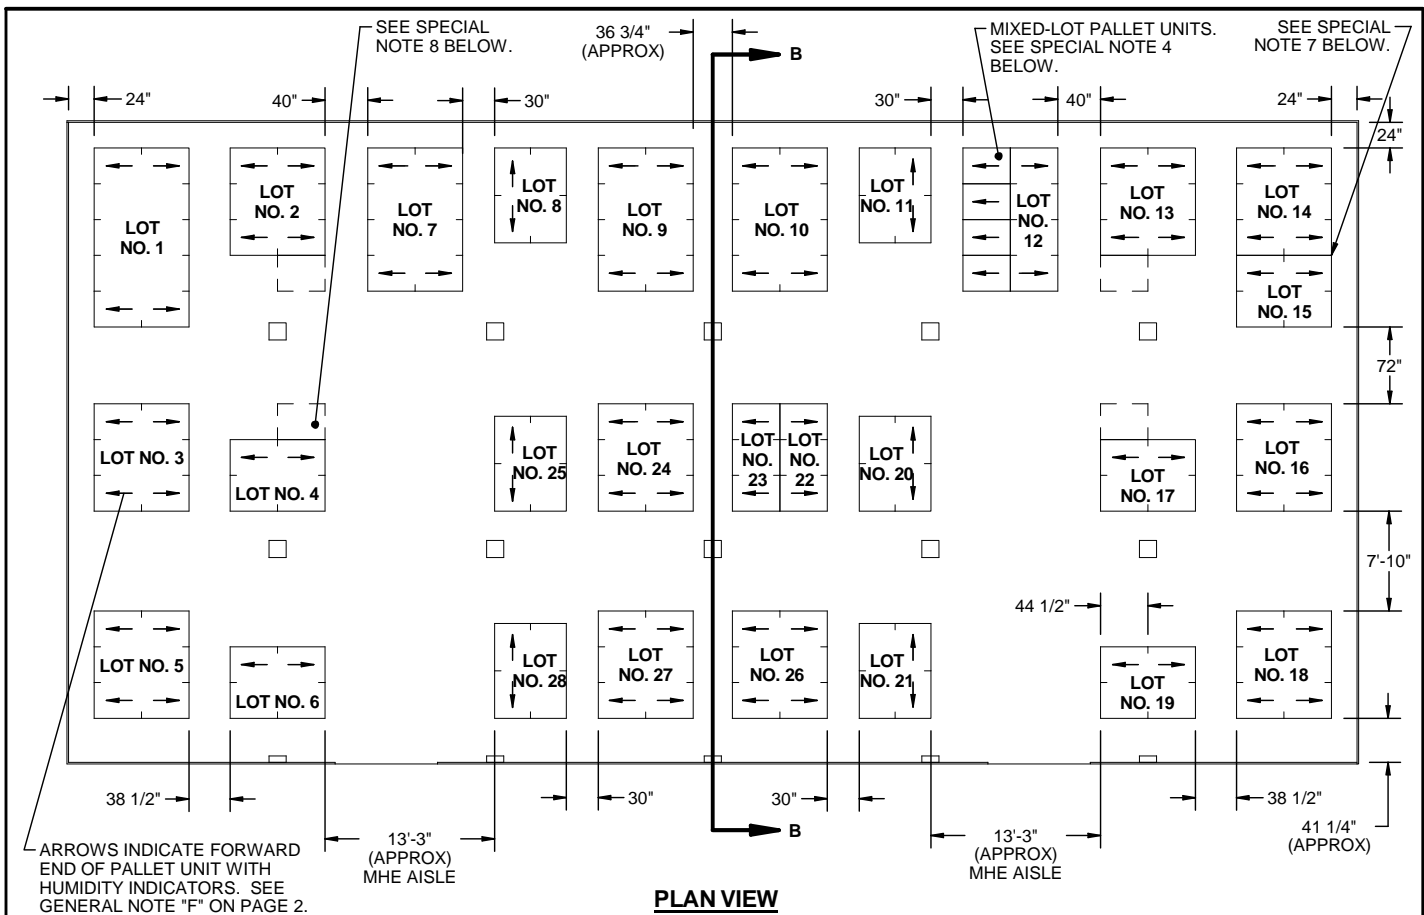 SEE SPECIAL
NOTE 8 BELOW.
36 3/4"
(APPROX)
B
MIXED-LOT PALLET UNITS.
SEE SPECIAL NOTE 4
BELOW.
SEE SPECIAL
NOTE 7 BELOW.
24"
40"
30"
30"
40"
24"
24"
LOT
NO. 1
LOT
NO. 2
LOT
NO. 7
LOT
NO. 8
LOT
NO. 9
LOT
NO. 10
LOT
NO. 11
LOT
NO.
12
LOT
NO. 13
LOT
NO. 14
LOT
NO. 15
72"
LOT NO. 3
LOT NO. 4
LOT
NO. 25
LOT
NO. 24
LOT
NO.
23
LOT
NO.
22
LOT
NO. 20
LOT
NO. 17
LOT
NO. 16
7'-10"
44 1/2"
LOT NO. 5
LOT NO. 6
LOT
NO. 28
LOT
NO. 27
LOT
NO. 26
LOT
NO. 21
LOT
NO. 19
LOT
NO. 18
38 1/2"
30"
30"
38 1/2"
13'-3"
(APPROX)
MHE AISLE
B
13'-3"
(APPROX)
MHE AISLE
41 1/4"
(APPROX)
ARROWS INDICATE FORWARD
END OF PALLET UNIT WITH
HUMIDITY INDICATORS.  SEE
GENERAL NOTE "F" ON PAGE 2.
PLAN VIEW